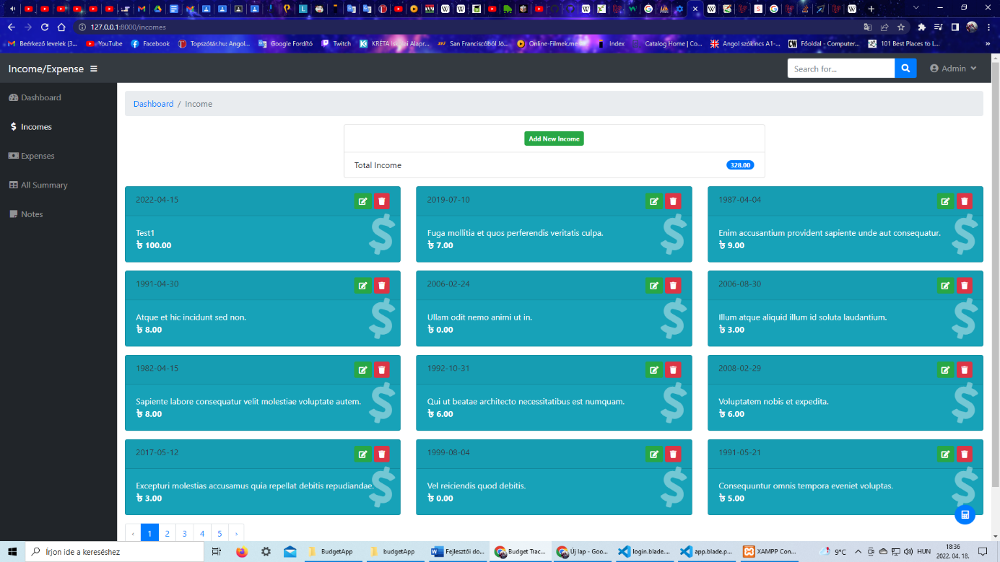 127.0.0.1:8000/incomes
Beérkező levelek (3...
YouTube
Facebook
Topszótár.hu: Angol...
Google Fordító
Twitch
KRÉTA Iskolai Alapr...
San Franciscóból Jö...
Online-Filmek.me
Index
Catalog Home | Co...
Angol szókincs A1-...
Főoldal - Computer...
101 Best Places to L...
»
Income/Expense
Search for...
Admin
Dashboard
Incomes
Expenses
All Summary
Notes
Dashboard / Income
Add New Income
Total Income 328.00
2022-04-15
Test1
৳ 100.00
2019-07-10
Fuga mollitia et quos perferendis veritatis culpa.
৳ 7.00
1987-04-04
Enim accusantium provident sapiente unde aut consequatur.
৳ 9.00
1991-04-30
Atque et hic incidunt sed non.
৳ 8.00
2006-02-24
Ullam odit nemo animi ut in.
৳ 0.00
2006-08-30
Illum atque aliquid illum id soluta laudantium.
৳ 3.00
1982-04-15
Sapiente labore consequatur velit molestiae voluptate autem.
৳ 8.00
1992-10-31
Qui ut beatae architecto necessitatibus est numquam.
৳ 6.00
2008-02-29
Voluptatem nobis et expedita.
৳ 6.00
2017-05-12
Excepturi molestias accusamus quia repellat debitis repudiandae.
৳ 3.00
1999-08-04
Vel reiciendis quod debitis.
৳ 0.00
1991-05-21
Consequuntur omnis tempora eveniet voluptas.
৳ 5.00
‹ 1 2 3 4 5 ›
Írjon ide a kereséshez
BudgetApp
budgetApp
Fejlesztői do...
Budget Trac...
Új lap - Goo...
login.blade....
app.blade.p...
XAMPP Con...
9°C
HUN
18:36
2022. 04. 18.